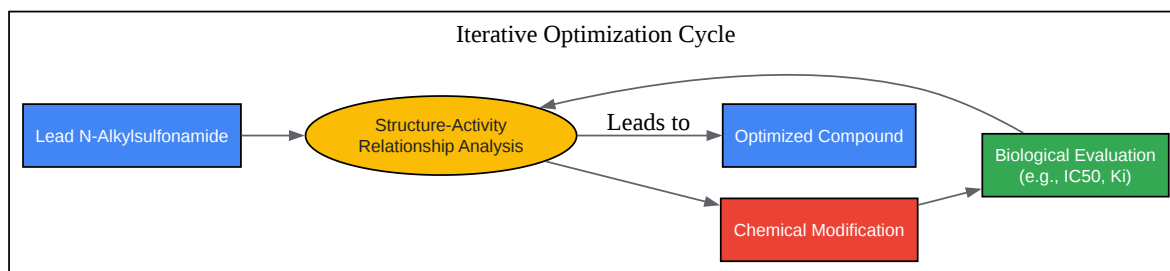 Iterative Optimization Cycle
Lead N-Alkylsulfonamide
Structure-Activity
Relationship Analysis
Leads to
Optimized Compound
Biological Evaluation
(e.g., IC50, Ki)
Chemical Modification